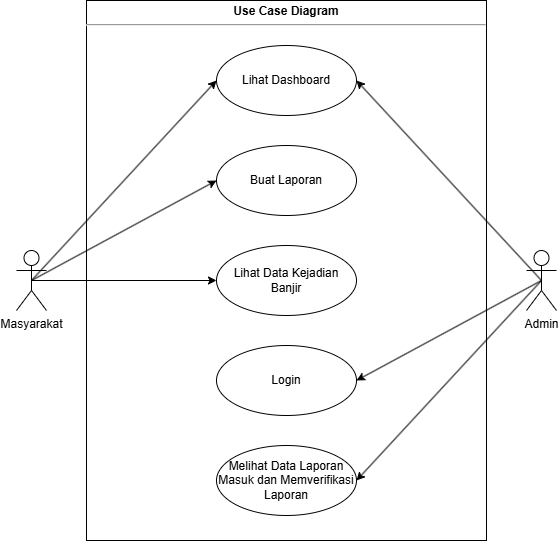 Use Case Diagram
Lihat Dashboard
Buat Laporan
Lihat Data Kejadian
Banjir
Masyarakat
Admin
Login
Melihat Data Laporan
Masuk dan Memverifikasi
Laporan